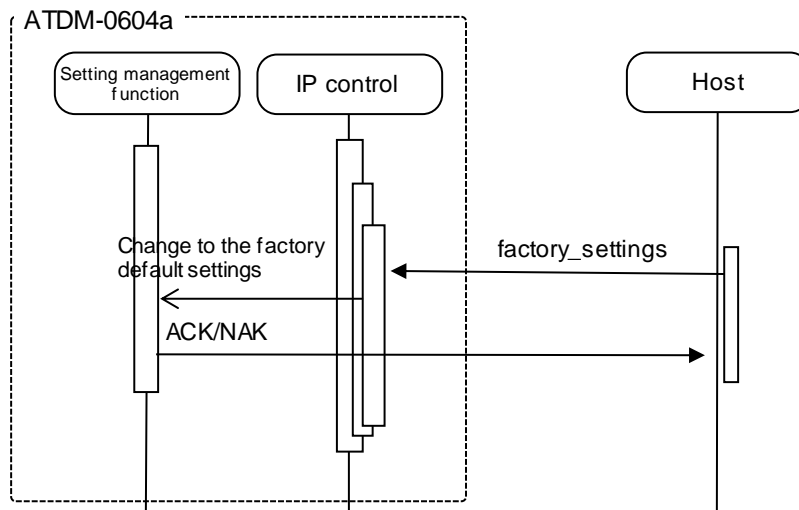 ATDM-0604a
Setting management
function
IP control
Host
Change to the factory
default settings
factory_settings
ACK/NAK